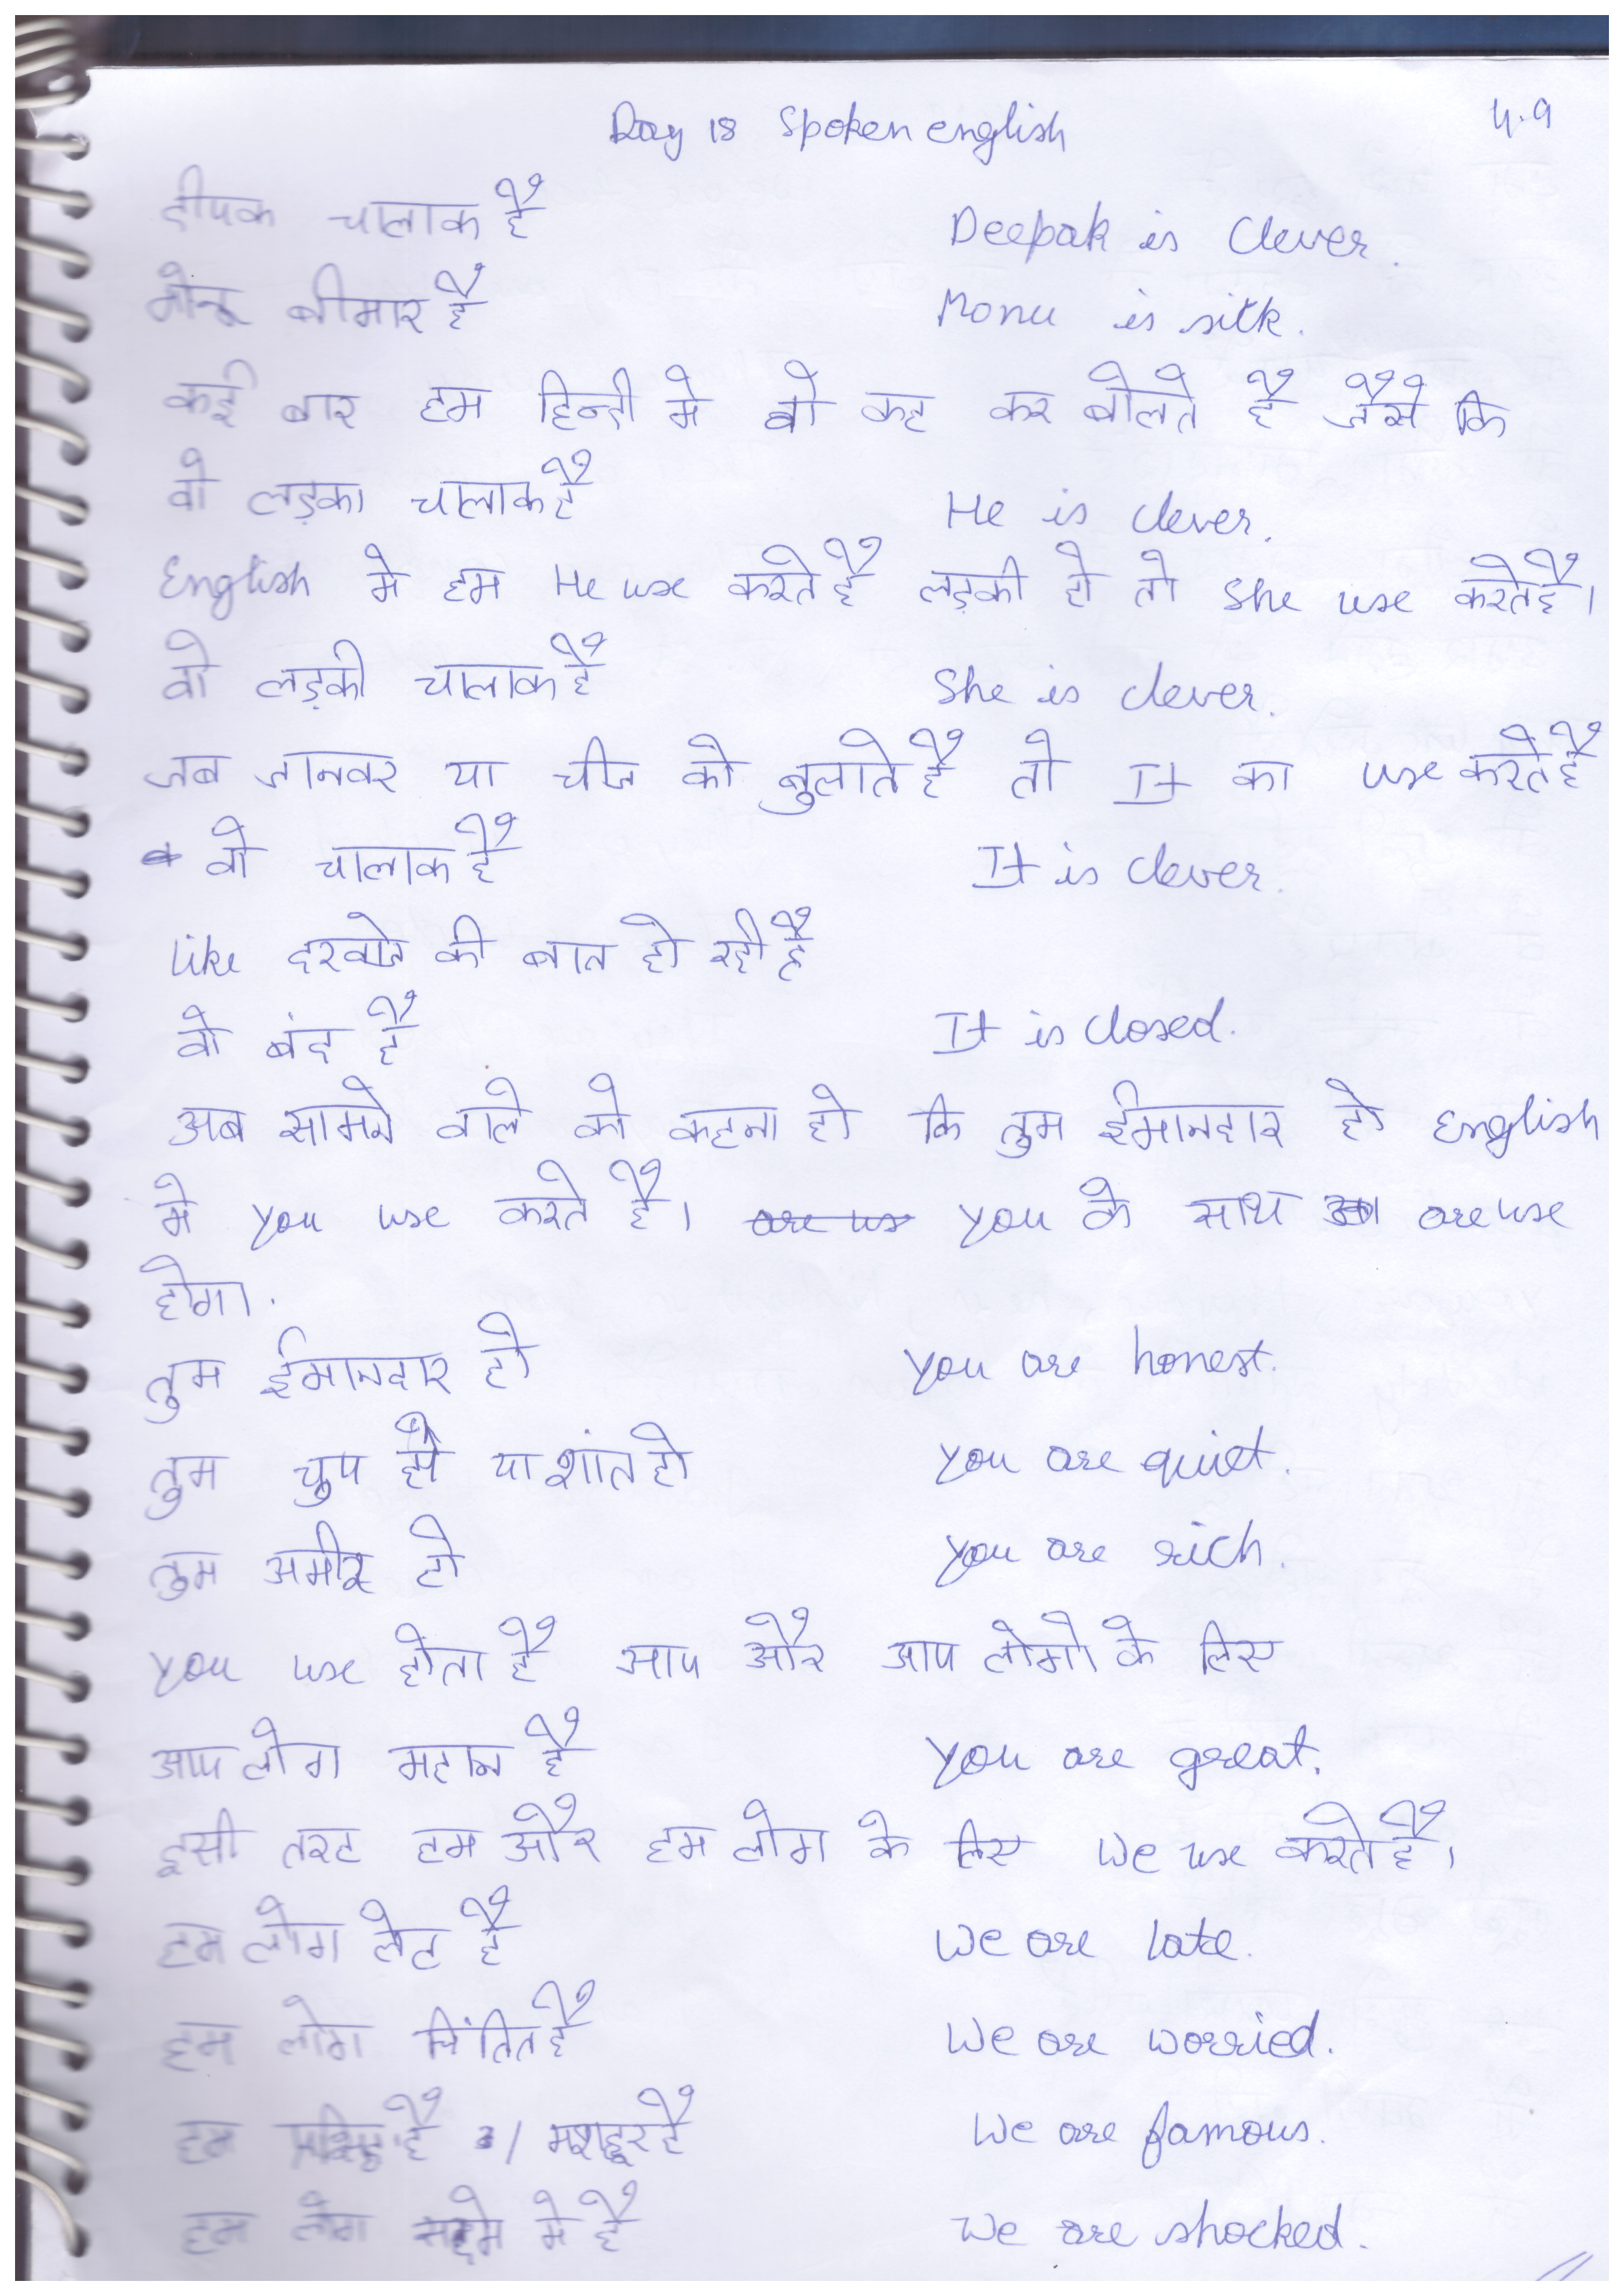 Day 18 Spoken english 4.9
दीपक चालाक है Deepak is Clever.
मोनू बीमार है Monu is sitk.
कई बार हम हिन्दी मे वो कह कर बोलते है जैसे कि
वो लड़का चालाक है He is clever.
English मे हम He use करते है लड़की हो तो She use करते है।
वो लड़की चालाक है She is clever.
जब जानवर या चीज को बुलाते है तो It का use करते है
वो चालाक है It is clever.
like दरवाजे की बात हो रही है
वो बंद है It is closed.
अब सामने वाले को कहना हो कि तुम ईमानदार हो English
मे you use करते है। are us you के साथ are use
होगा.
तुम ईमानदार हो you are honest.
तुम चुप हो या शांत हो you are quiet.
तुम अमीर हो you are rich.
you use होता है आप और आप लोगो के लिए
आप लोग महान है you are great.
इसी तरह हम और हम लोग के लिए we use करते है।
हम लोग लेट है we are late.
हम लोग चिंतित है we are worried.
हम प्रसिद्ध है / मशहूर है we are famous.
हम लोग सदमे मे है we are shocked.